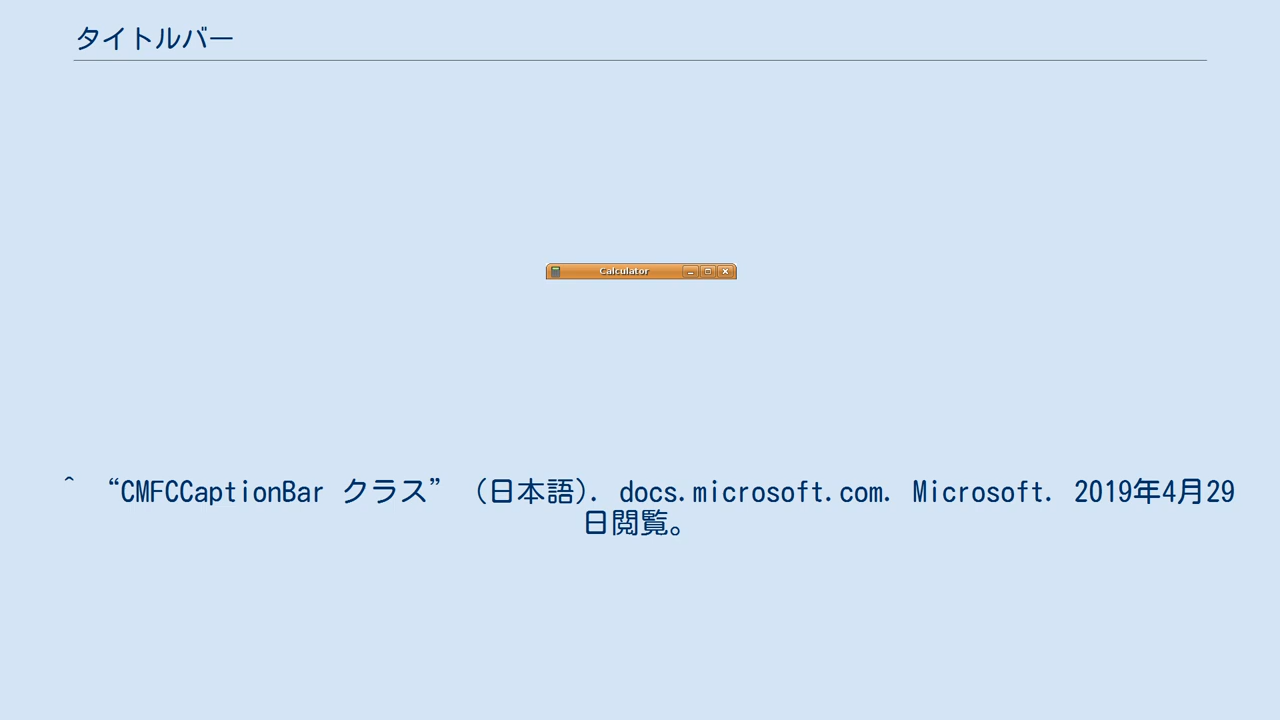 タイトルバー
Calculator
^ “CMFCCaptionBar クラス” (日本語). docs.microsoft.com. Microsoft. 2019年4月29
日閲覧。